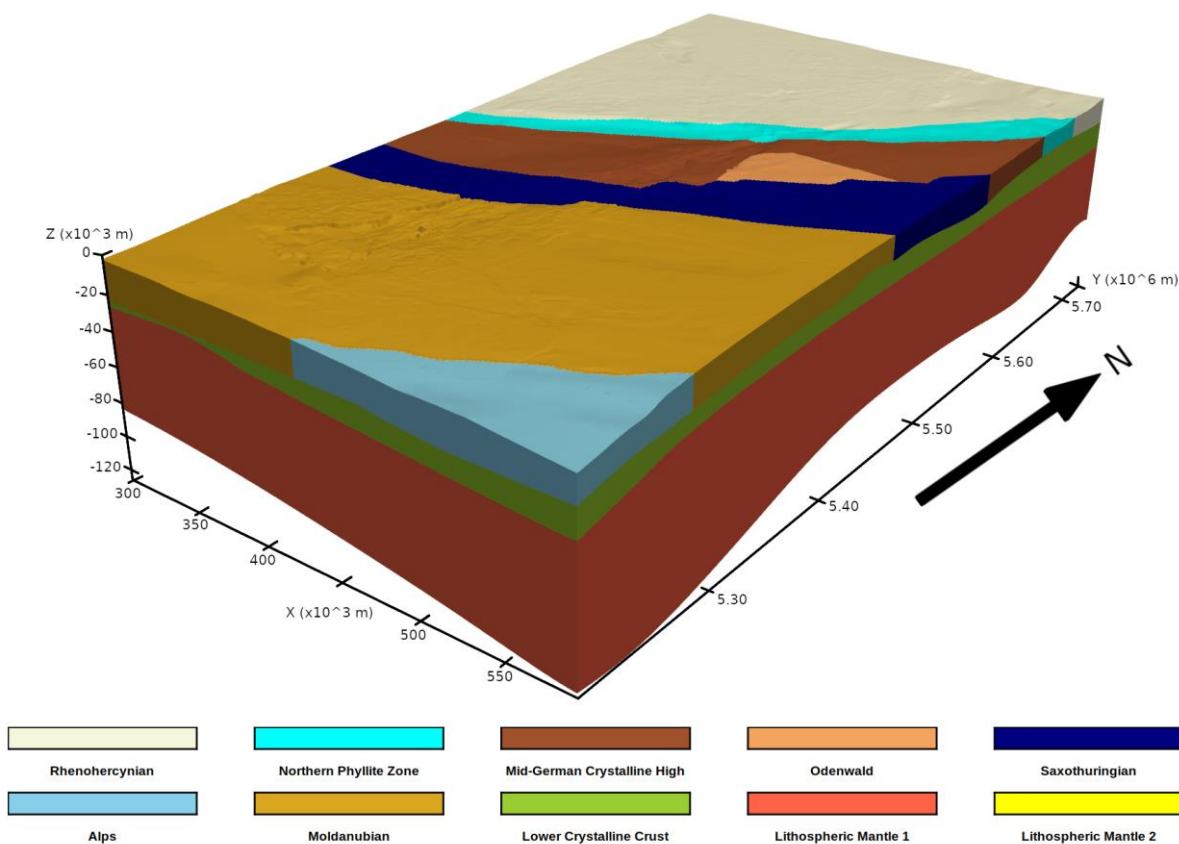 Z (x10^3 m)
0
-20
-40
-60
-80
-100
-120
300
350
400
X (x10^3 m)
500
550
5.30
5.40
5.50
5.60
5.70
Y (x10^6 m)
N
Rhenohercynian
Northern Phyllite Zone
Mid-German Crystalline High
Odenwald
Saxothuringian
Alps
Moldanubian
Lower Crystalline Crust
Lithospheric Mantle 1
Lithospheric Mantle 2